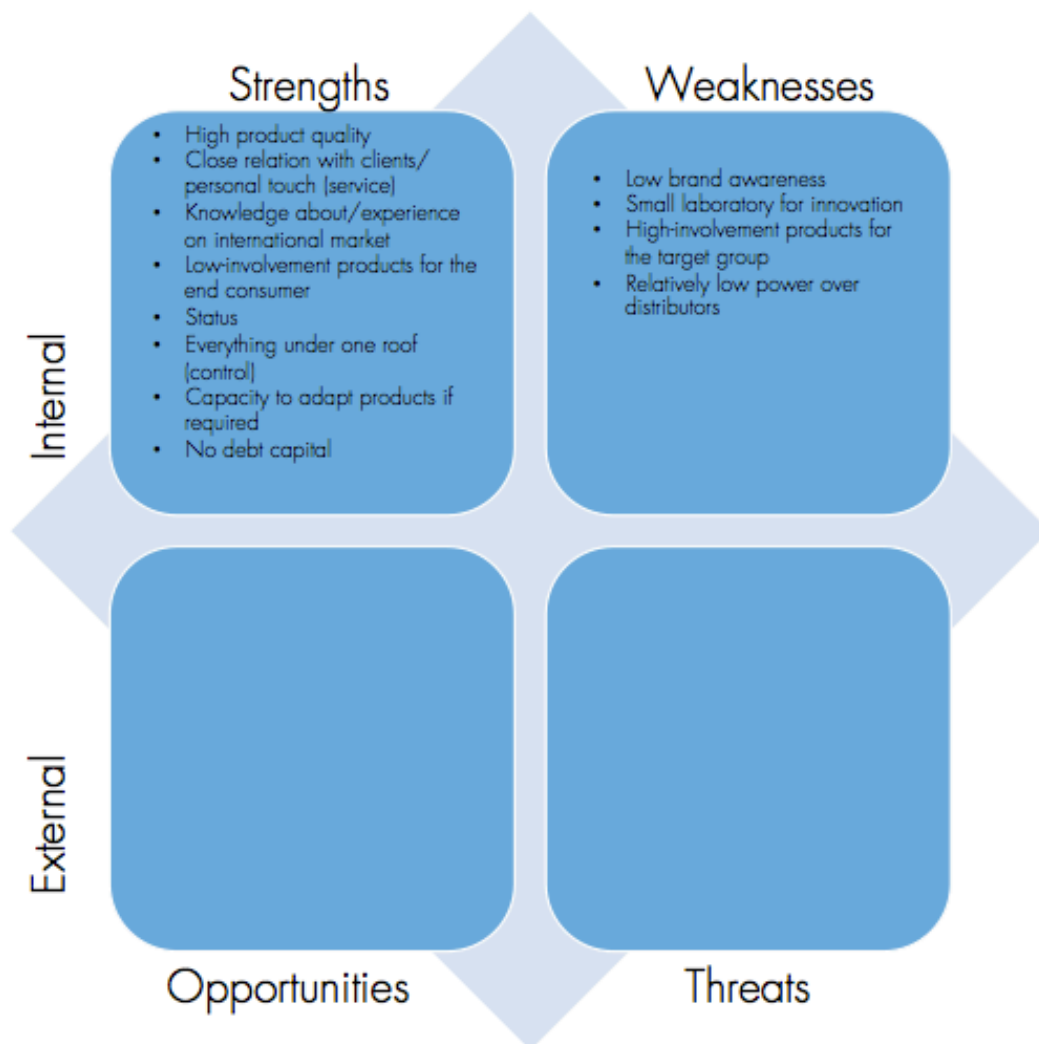 Strengths
• High product quality
• Close relation with clients/
personal touch (service)
• Knowledge about/experience
on international market
• Low-involvement products for the
end consumer
• Status
• Everything under one roof
(control)
• Capacity to adapt products if
required
• No debt capital
Weaknesses
• Low brand awareness
• Small laboratory for innovation
• High-involvement products for
the target group
• Relatively low power over
distributors
Internal
External
Opportunities
Threats